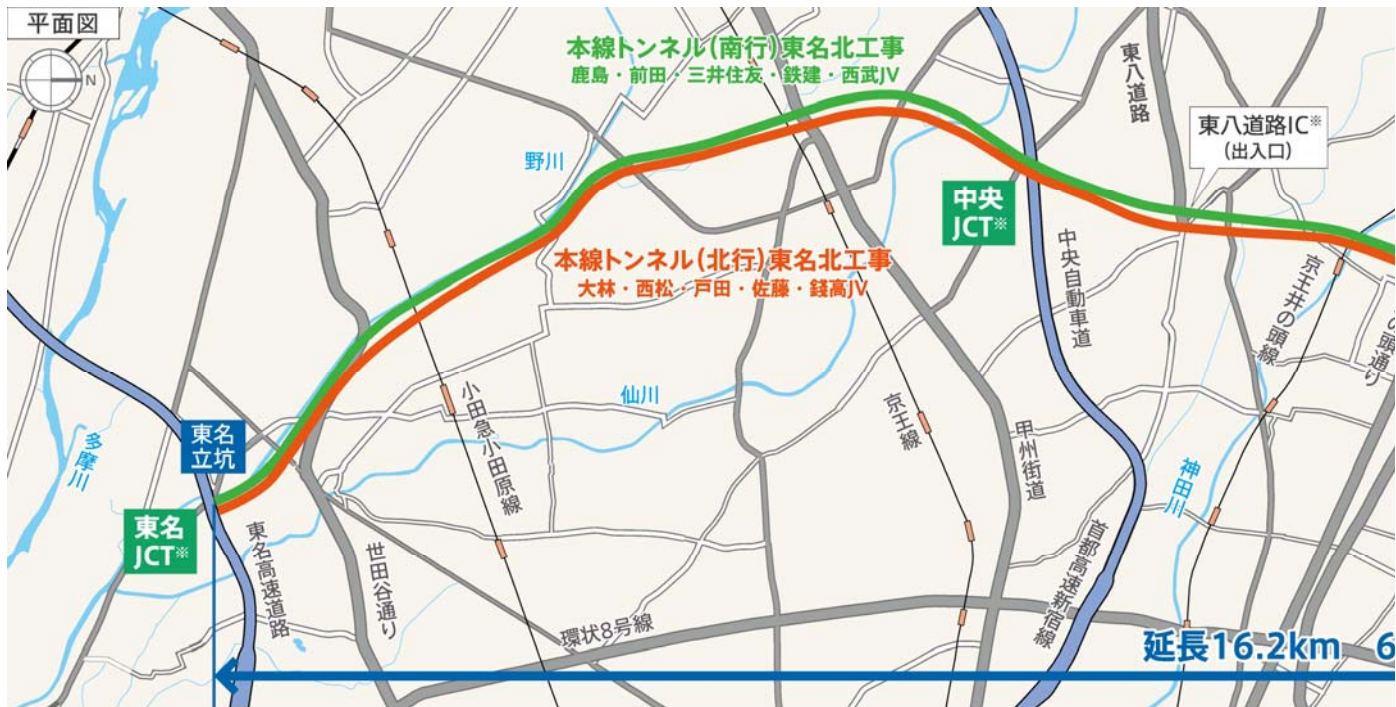 平面図
N
本線トンネル(南行)東名北工事
鹿島・前田・三井住友・鉄建・西武JV
東八道路
東八道路IC※
(出入口)
野川
中央
JCT※
本線トンネル(北行)東名北工事
大林・西松・戸田・佐藤・錢高JV
中央自動車道
京王井の頭線
の頭通り
小田急小田原線
仙川
京王線
甲州街道
神田川
多摩川
東名
立坑
東名
JCT※
東名高速道路
世田谷通り
首都高速新宿線
環状8号線
延長16.2km 6